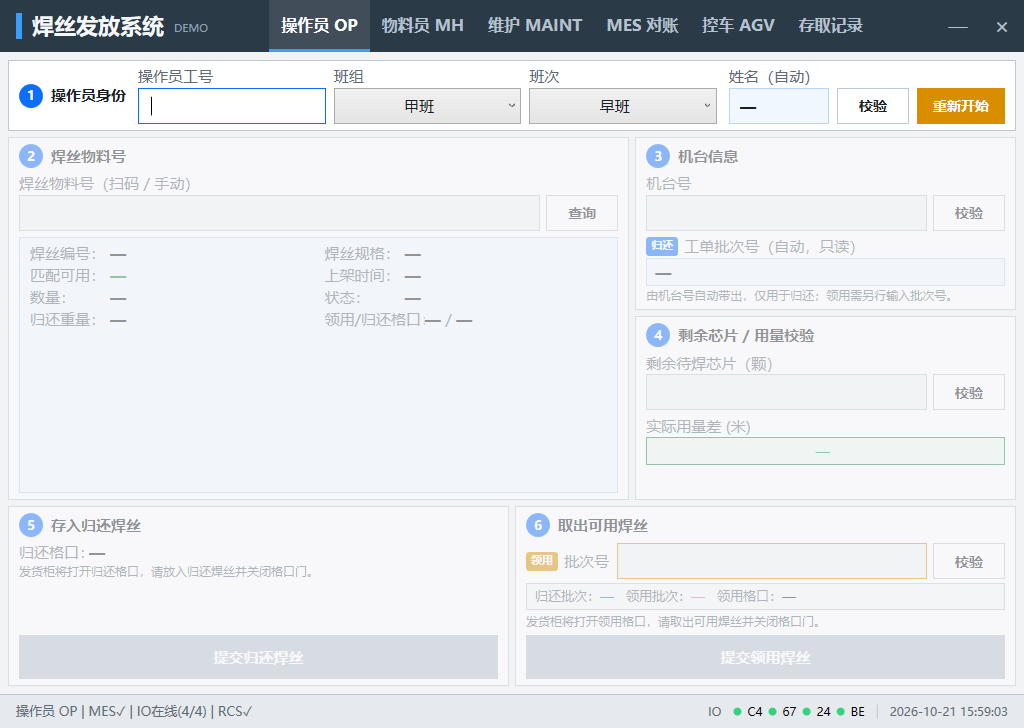 焊丝发放系统 DEMO 操作员 OP 物料员 MH 维护 MAINT MES 对账 控车 AGV 存取记录
1 操作员身份
操作员工号 班组 班次 姓名（自动）
甲班 早班 — 校验 重新开始
2 焊丝物料号
焊丝物料号（扫码 / 手动）
查询
焊丝编号： — 焊丝规格： —
匹配可用： — 上架时间： —
数量： — 状态： —
归还重量： — 领用/归还格口：— / —
3 机台信息
机台号
校验
归还 工单批次号（自动，只读）
—
由机台号自动带出，仅用于归还；领用需另行输入批次号。
4 剩余芯片 / 用量校验
剩余待焊芯片（颗）
校验
实际用量差 (米)
—
5 存入归还焊丝
归还格口：—
发货柜将打开归还格口，请放入归还焊丝并关闭格口门。
提交归还焊丝
6 取出可用焊丝
领用 批次号 校验
归还批次： — 领用批次： — 领用格口： —
发货柜将打开领用格口，请取出可用焊丝并关闭格口门。
提交领用焊丝
操作员 OP | MES✓ | IO在线(4/4) | RCS✓ IO C4 67 24 BE 2026-10-21 15:59:03